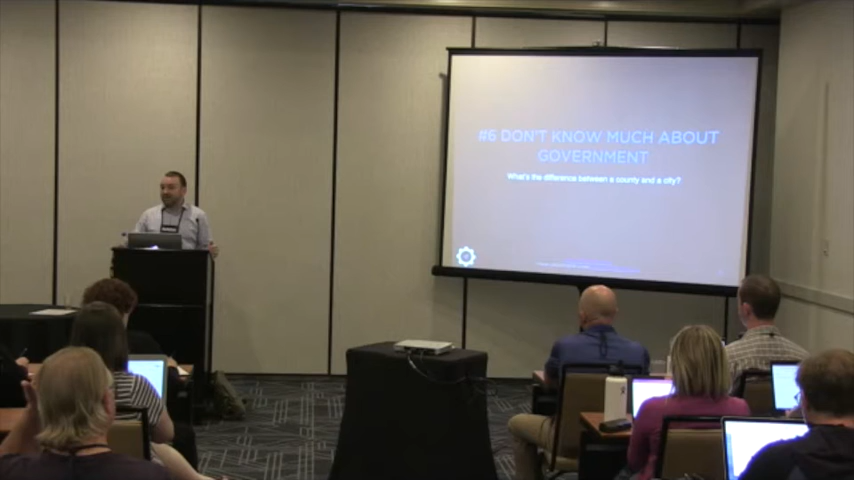 #6 DON'T KNOW MUCH ABOUT
GOVERNMENT
What's the difference between a county and a city?